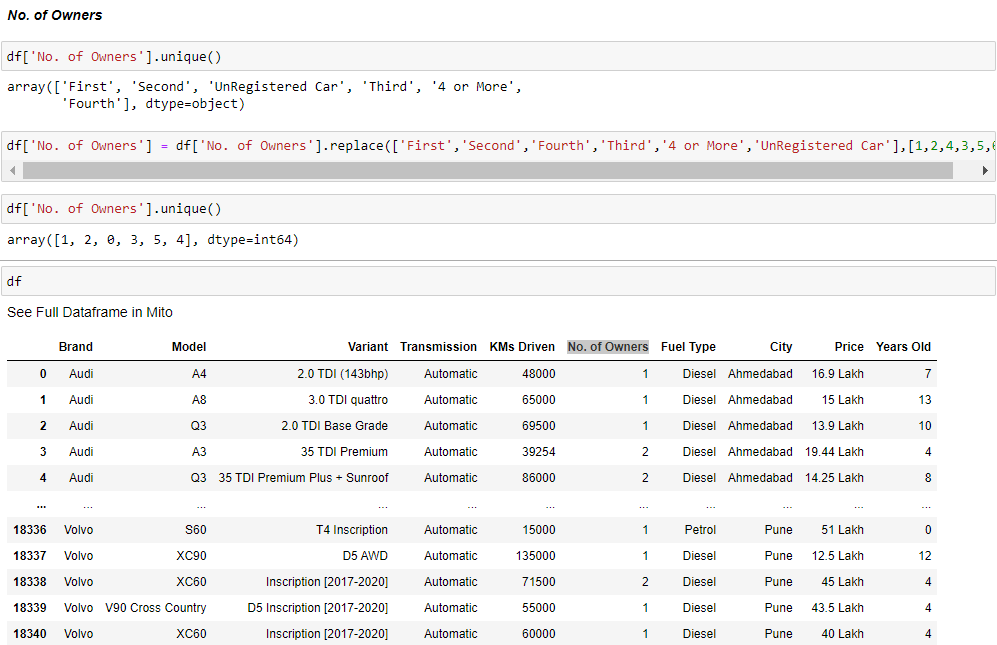 No. of Owners
df['No. of Owners'].unique()
array(['First', 'Second', 'UnRegistered Car', 'Third', '4 or More',
'Fourth'], dtype=object)
df['No. of Owners'] = df['No. of Owners'].replace(['First','Second','Fourth','Third','4 or More','UnRegistered Car'],[1,2,4,3,5,
df['No. of Owners'].unique()
array([1, 2, 0, 3, 5, 4], dtype=int64)
df
See Full Dataframe in Mito
Brand Model Variant Transmission KMs Driven No. of Owners Fuel Type City Price Years Old
0 Audi A4 2.0 TDI (143bhp) Automatic 48000 1 Diesel Ahmedabad 16.9 Lakh 7
1 Audi A8 3.0 TDI quattro Automatic 65000 1 Diesel Ahmedabad 15 Lakh 13
2 Audi Q3 2.0 TDI Base Grade Automatic 69500 1 Diesel Ahmedabad 13.9 Lakh 10
3 Audi A3 35 TDI Premium Automatic 39254 2 Diesel Ahmedabad 19.44 Lakh 4
4 Audi Q3 35 TDI Premium Plus + Sunroof Automatic 86000 2 Diesel Ahmedabad 14.25 Lakh 8
... ... ... ... ... ... ... ... ... ... ...
18336 Volvo S60 T4 Inscription Automatic 15000 1 Petrol Pune 51 Lakh 0
18337 Volvo XC90 D5 AWD Automatic 135000 1 Diesel Pune 12.5 Lakh 12
18338 Volvo XC60 Inscription [2017-2020] Automatic 71500 2 Diesel Pune 45 Lakh 4
18339 Volvo V90 Cross Country D5 Inscription [2017-2020] Automatic 55000 1 Diesel Pune 43.5 Lakh 4
18340 Volvo XC60 Inscription [2017-2020] Automatic 60000 1 Diesel Pune 40 Lakh 4